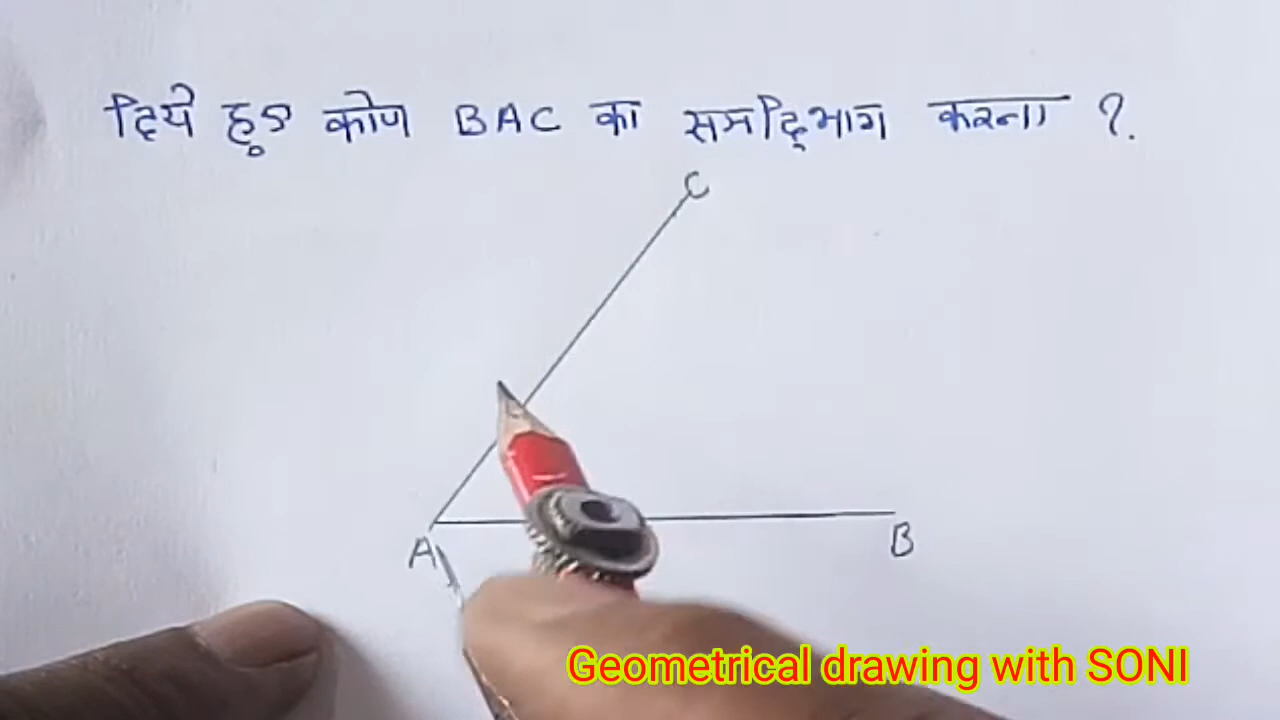 दिये हुए कोण BAC का समद्विभाग करना ?.
C
A
B
Geometrical drawing with SONI